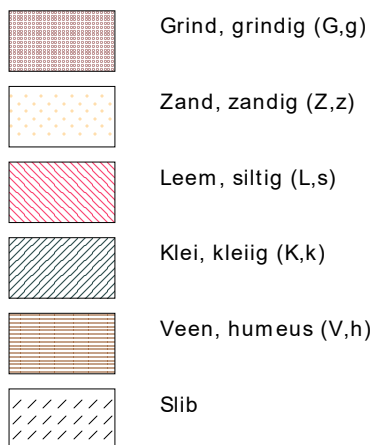 Grind, grindig (G,g)
Zand, zandig (Z,z)
Leem, siltig (L,s)
Klei, kleiig (K,k)
Veen, humeus (V,h)
Slib